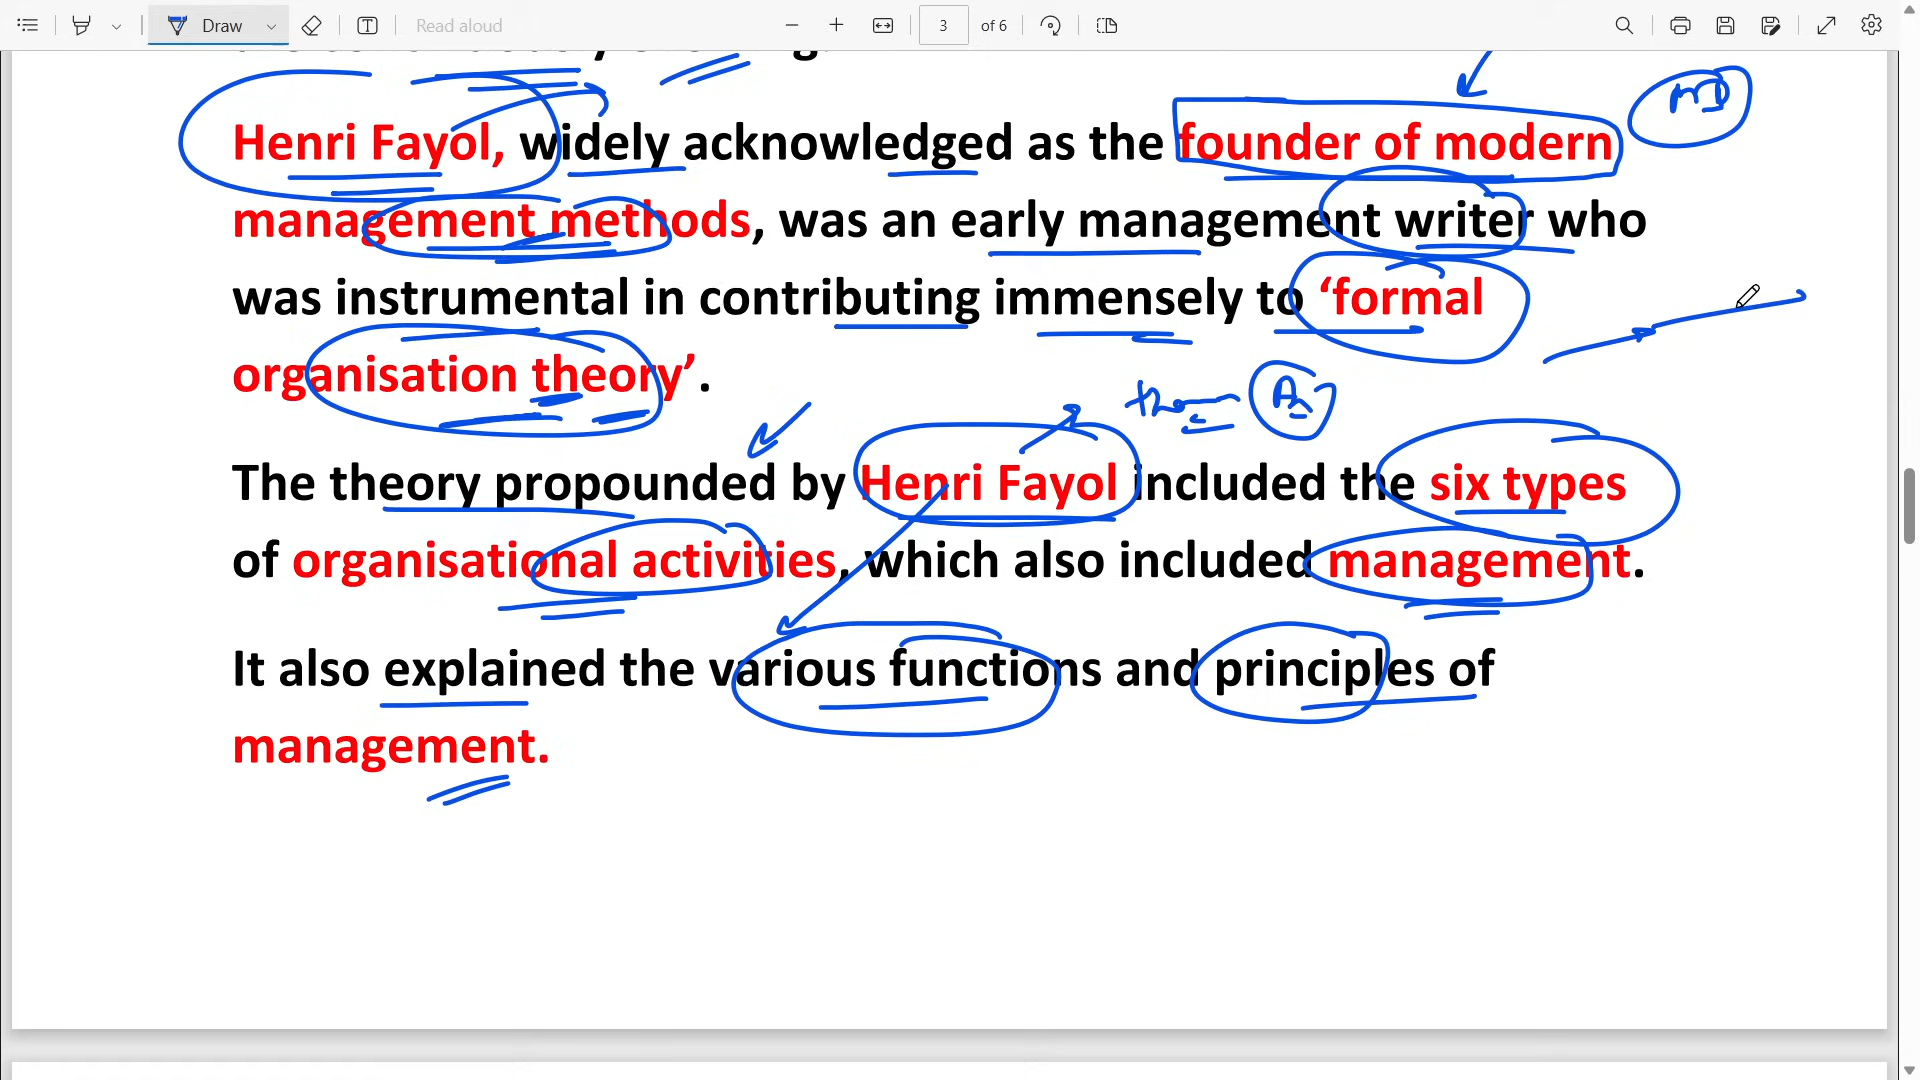 Draw
Read aloud
3 of 6
Henri Fayol, widely acknowledged as the founder of modern
management methods, was an early management writer who
was instrumental in contributing immensely to ‘formal
organisation theory’.
The theory propounded by Henri Fayol included the six types
of organisational activities, which also included management.
It also explained the various functions and principles of
management.